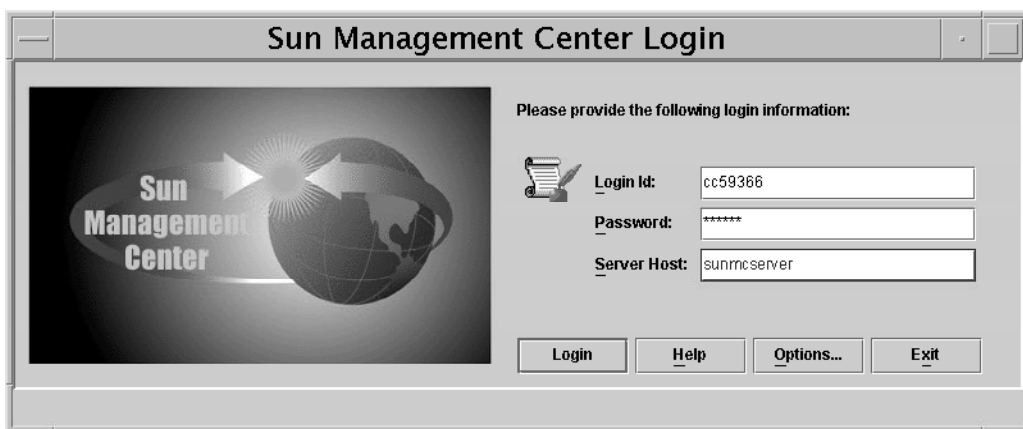 Sun Management Center Login
Sun
Management
Center
Please provide the following login information:
Login Id: cc59366
Password: ******
Server Host: sunmcserver
Login Help Options... Exit